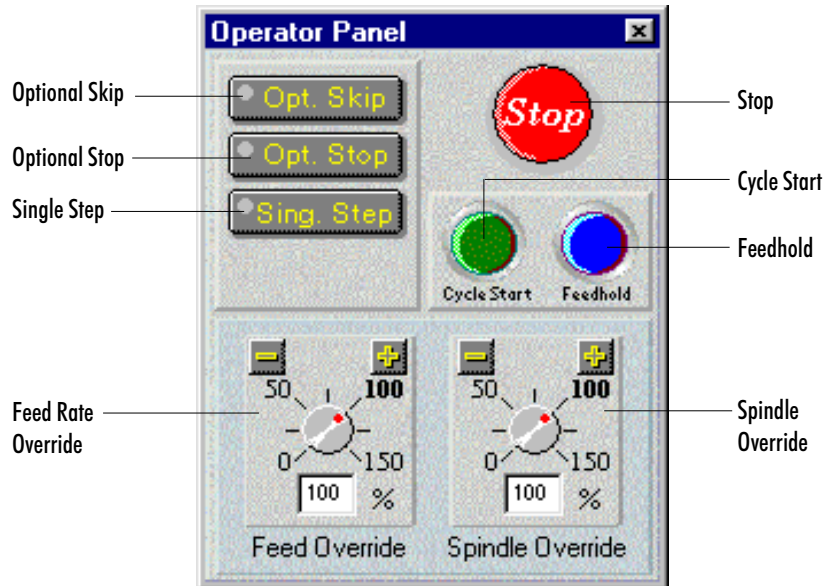 Operator Panel
Optional Skip
Opt. Skip
Stop
Stop
Optional Stop
Opt. Stop
Cycle Start
Single Step
Sing. Step
Feedhold
Cycle Start
Feedhold
50
100
50
100
Feed Rate
Override
Spindle
Override
0
150
0
150
100 %
100 %
Feed Override
Spindle Override